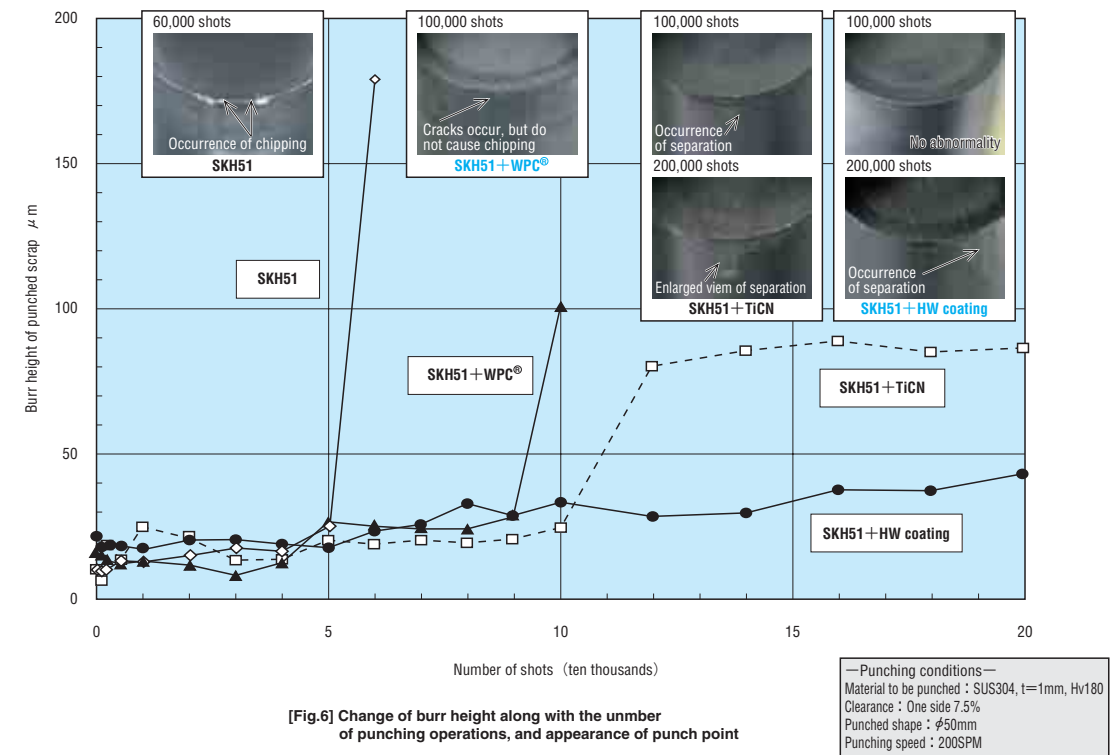 200
150
100
50
0
Burr height of punched scrap μm
60,000 shots
Occurrence of chipping
SKH51
100,000 shots
Cracks occur, but do
not cause chipping
SKH51+WPC®
100,000 shots
Occurrence
of separation
200,000 shots
Enlarged viem of separation
SKH51+TiCN
100,000 shots
No abnormality
200,000 shots
Occurrence
of separation
SKH51+HW coating
SKH51
SKH51+WPC®
SKH51+TiCN
SKH51+HW coating
0 5 10 15 20
Number of shots (ten thousands)
[Fig.6] Change of burr height along with the unmber
of punching operations, and appearance of punch point
—Punching conditions—
Material to be punched：SUS304, t=1mm, Hv180
Clearance：One side 7.5%
Punched shape：φ50mm
Punching speed：200SPM